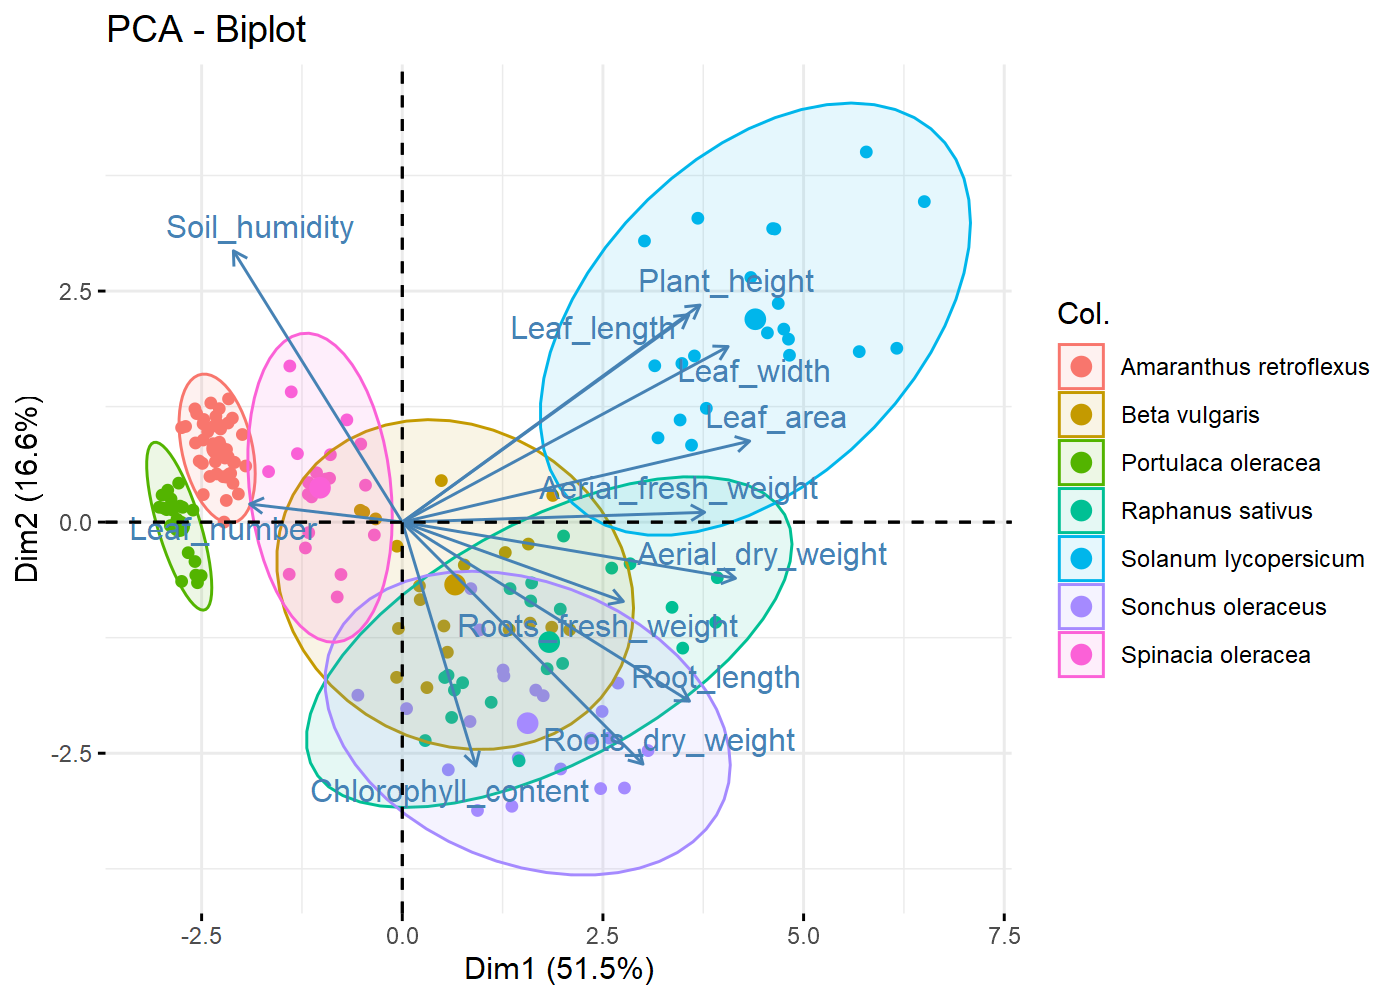 PCA - Biplot
Dim2 (16.6%)
2.5
0.0
-2.5
Soil_humidity
Plant_height
Leaf_length
Leaf_width
Leaf_area
Aerial_fresh_weight
Leaf_number
Aerial_dry_weight
Roots_fresh_weight
Root_length
Roots_dry_weight
Chlorophyll_content
-2.5
0.0
2.5
5.0
7.5
Dim1 (51.5%)
Col.
Amaranthus retroflexus
Beta vulgaris
Portulaca oleracea
Raphanus sativus
Solanum lycopersicum
Sonchus oleraceus
Spinacia oleracea